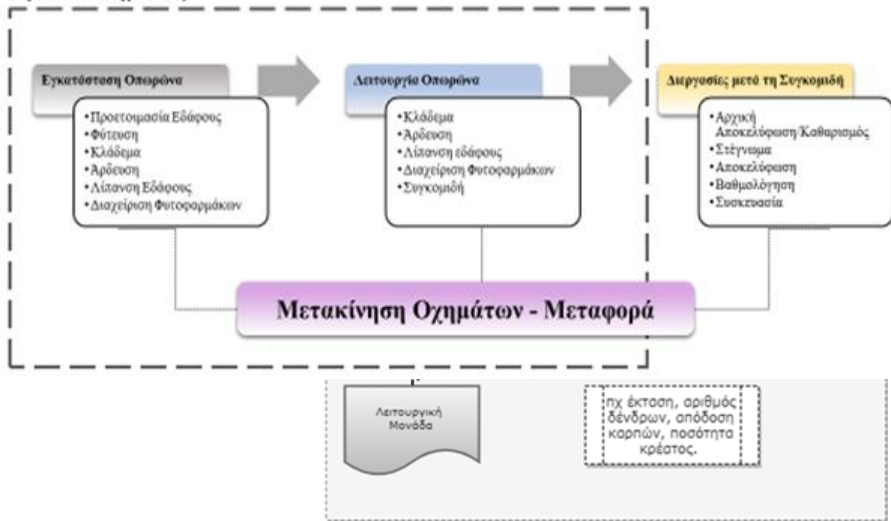 Εγκατάσταση Οπωρώνα
• Προετοιμασία Εδάφους
• Φύτευση
• Κλάδεμα
• Άρδευση
• Λίπανση Εδάφους
• Διαχείριση Φυτοφαρμάκων
Λειτουργία Οπωρώνα
• Κλάδεμα
• Άρδευση
• Λίπανση εδάφους
• Διαχείριση Φυτοφαρμάκων
• Συγκομιδή
Διεργασίες μετά τη Συγκομιδή
• Αρχική
Αποκελύφωση/Καθαρισμός
• Στέγνωμα
• Αποκελύφωση
• Βαθμολόγηση
• Συσκευασία
Μετακίνηση Οχημάτων - Μεταφορά
Λειτουργική
Μονάδα
πχ έκταση, αριθμός
δένδρων, απόδοση
καρπών, ποσότητα
κρέατος.